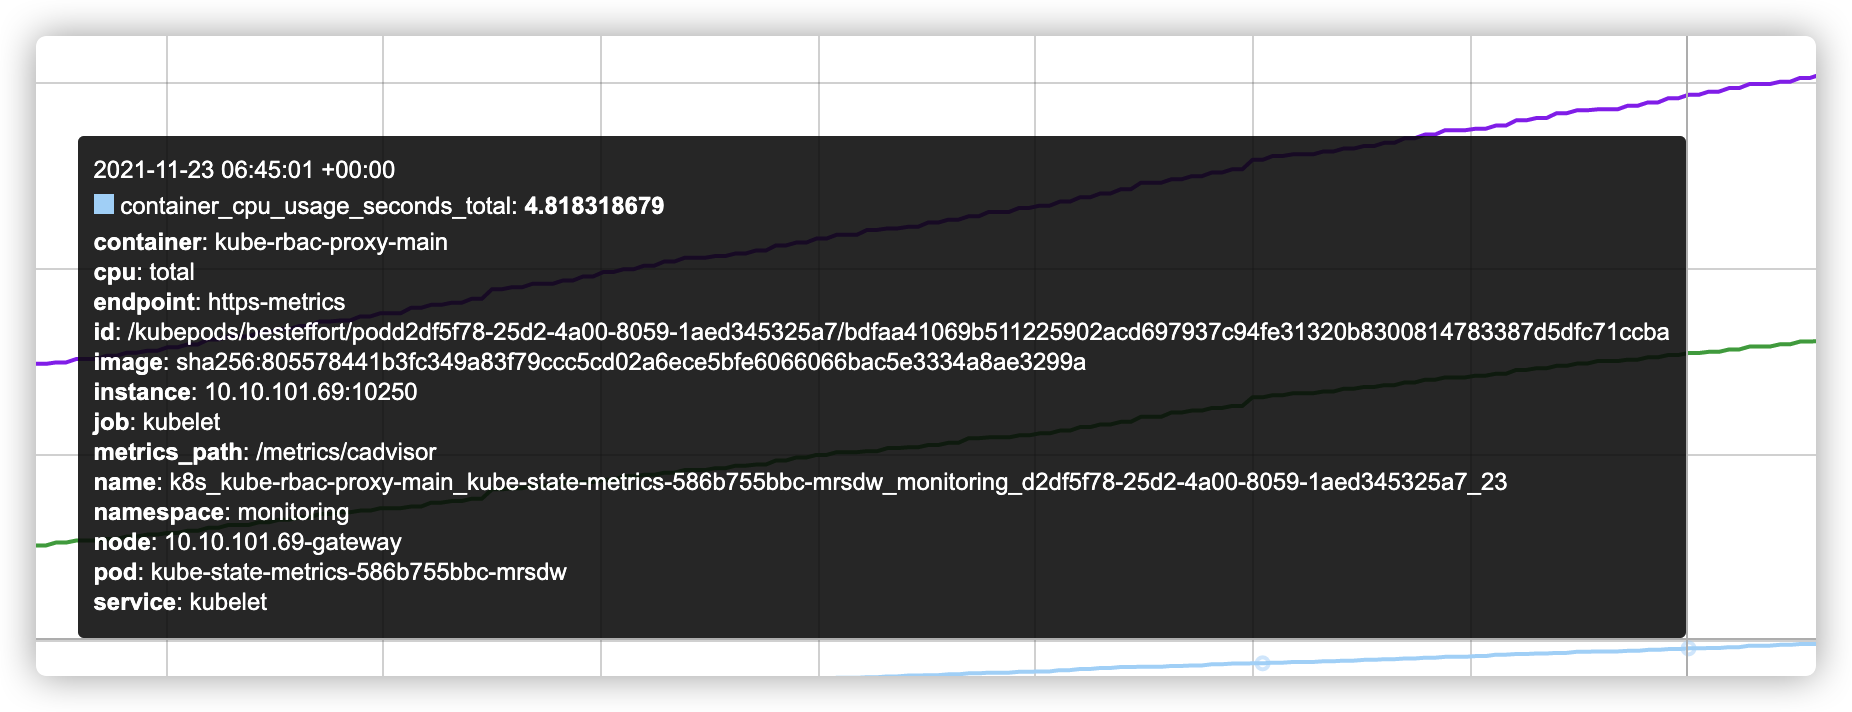 2021-11-23 06:45:01 +00:00
container_cpu_usage_seconds_total: 4.818318679
container: kube-rbac-proxy-main
cpu: total
endpoint: https-metrics
id: /kubepods/besteffort/podd2df5f78-25d2-4a00-8059-1aed345325a7/bdfaa41069b511225902acd697937c94fe31320b8300814783387d5dfc71ccba
image: sha256:805578441b3fc349a83f79ccc5cd02a6ece5bfe6066066bac5e3334a8ae3299a
instance: 10.10.101.69:10250
job: kubelet
metrics_path: /metrics/cadvisor
name: k8s_kube-rbac-proxy-main_kube-state-metrics-586b755bbc-mrsdw_monitoring_d2df5f78-25d2-4a00-8059-1aed345325a7_23
namespace: monitoring
node: 10.10.101.69-gateway
pod: kube-state-metrics-586b755bbc-mrsdw
service: kubelet